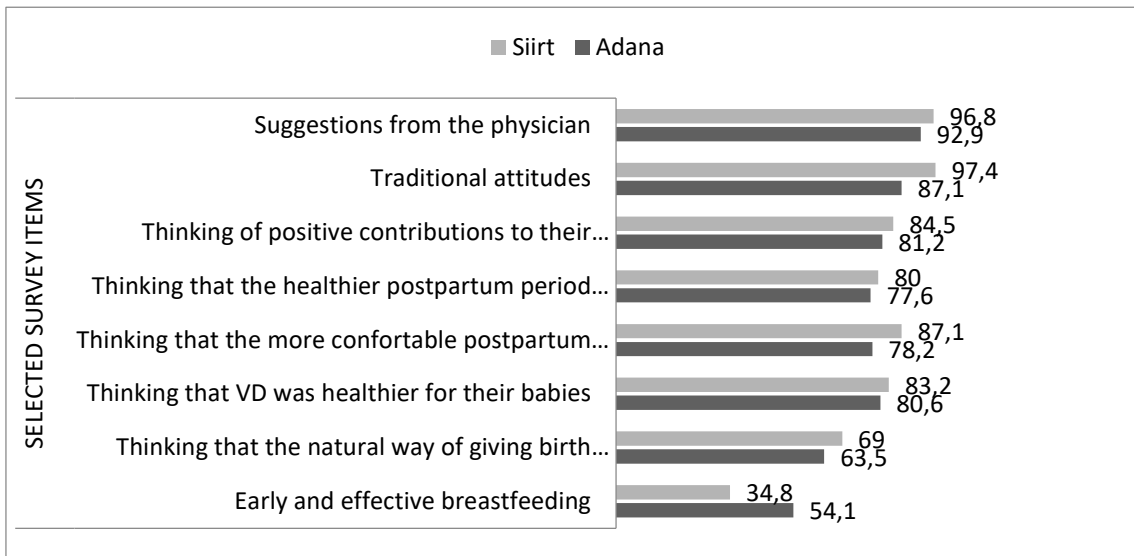 Siirt Adana
SELECTED SURVEY ITEMS
Suggestions from the physician 96,8
92,9
Traditional attitudes 97,4
87,1
Thinking of positive contributions to their... 84,5
81,2
Thinking that the healthier postpartum period... 80
77,6
Thinking that the more confortable postpartum... 87,1
78,2
Thinking that VD was healthier for their babies 83,2
80,6
Thinking that the natural way of giving birth... 69
63,5
Early and effective breastfeeding 34,8
54,1